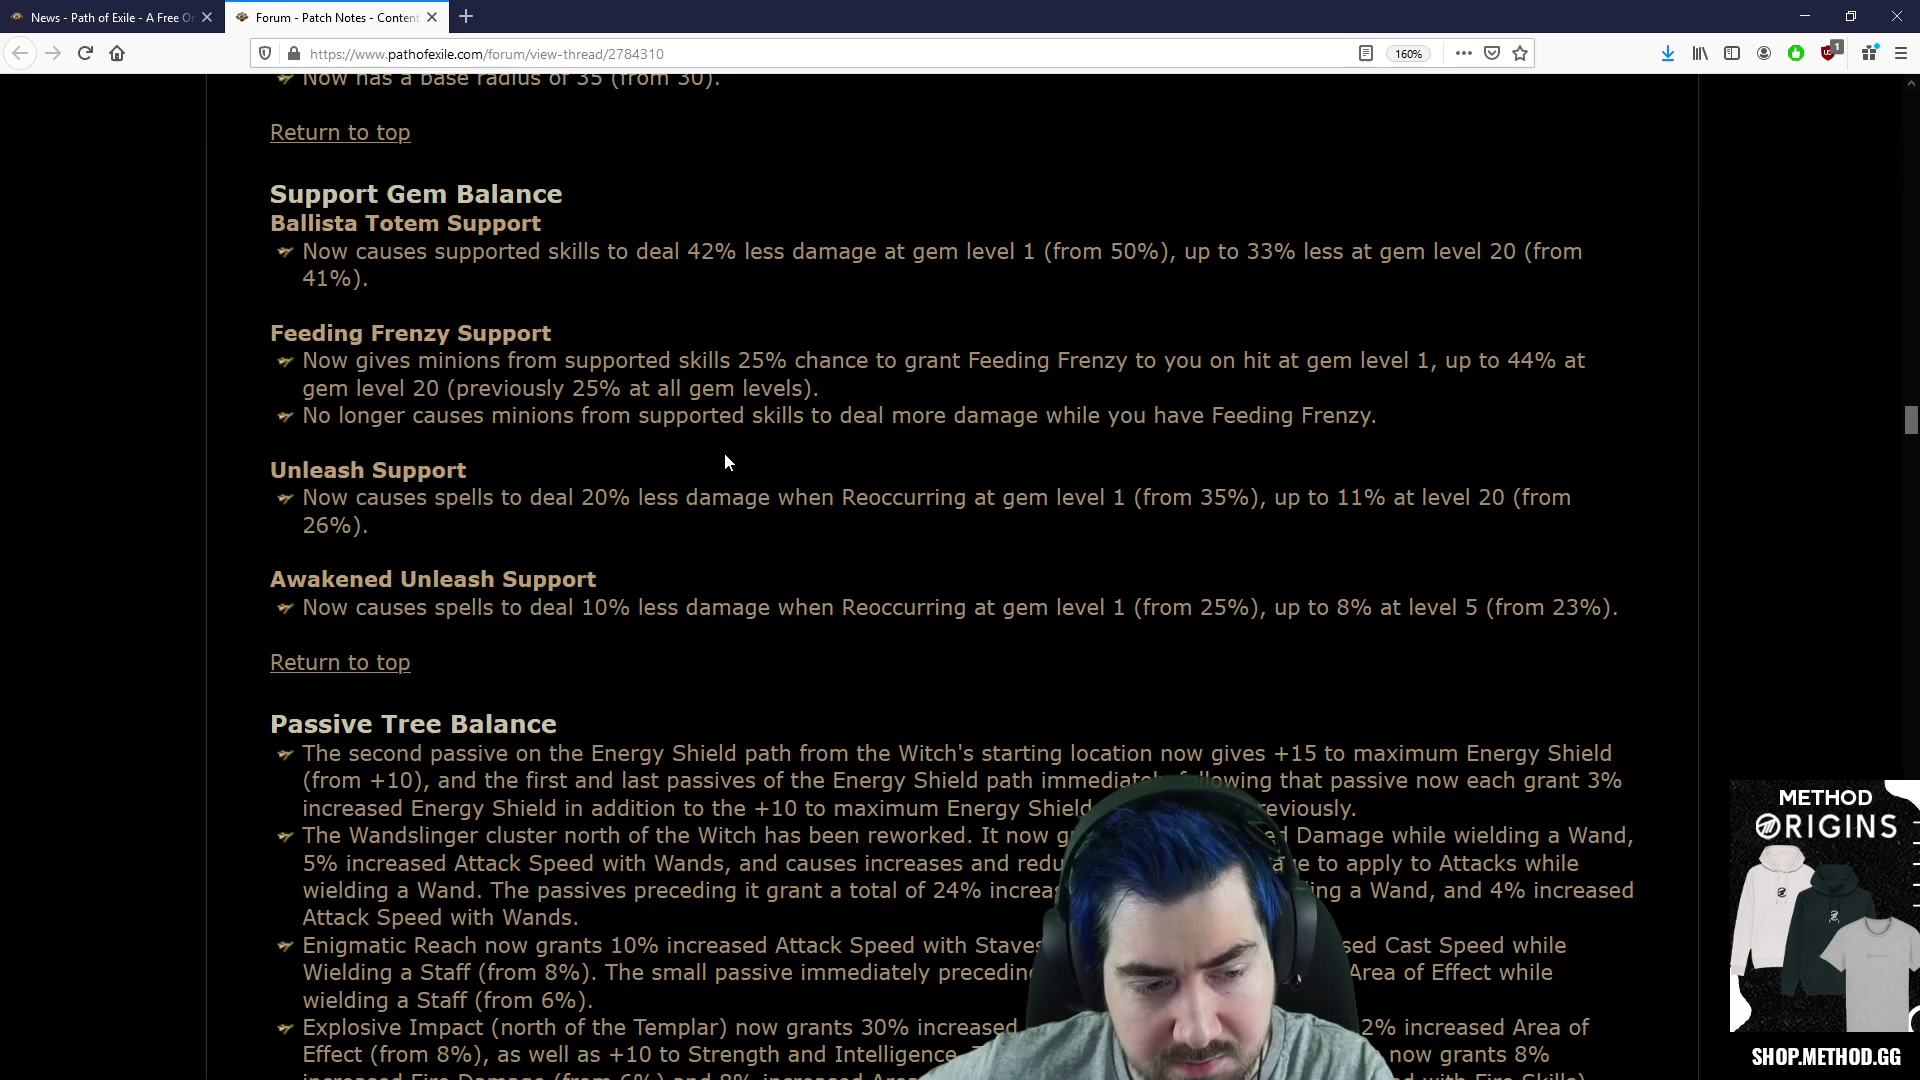 News - Path of Exile - A Free O
Forum - Patch Notes - Content
https://www.pathofexile.com/forum/view-thread/2784310
160%
1
Now has a base radius of 35 (from 30).
Return to top
Support Gem Balance
Ballista Totem Support
Now causes supported skills to deal 42% less damage at gem level 1 (from 50%), up to 33% less at gem level 20 (from
41%).
Feeding Frenzy Support
Now gives minions from supported skills 25% chance to grant Feeding Frenzy to you on hit at gem level 1, up to 44% at
gem level 20 (previously 25% at all gem levels).
No longer causes minions from supported skills to deal more damage while you have Feeding Frenzy.
Unleash Support
Now causes spells to deal 20% less damage when Reoccurring at gem level 1 (from 35%), up to 11% at level 20 (from
26%).
Awakened Unleash Support
Now causes spells to deal 10% less damage when Reoccurring at gem level 1 (from 25%), up to 8% at level 5 (from 23%).
Return to top
Passive Tree Balance
The second passive on the Energy Shield path from the Witch's starting location now gives +15 to maximum Energy Shield
(from +10), and the first and last passives of the Energy Shield path immediately following that passive now each grant 3%
increased Energy Shield in addition to the +10 to maximum Energy Shield
The Wandslinger cluster north of the Witch has been reworked. It now Damage while wielding a Wand,
5% increased Attack Speed with Wands, and causes increases and to apply to Attacks while
wielding a Wand. The passives preceding it grant a total of 24% a Wand, and 4% increased
Attack Speed with Wands.
Enigmatic Reach now grants 10% increased Attack Speed with Staves Cast Speed while
Wielding a Staff (from 8%). The small passive immediately Area of Effect while
wielding a Staff (from 6%).
Explosive Impact (north of the Templar) now grants 30% increased 2% increased Area of
Effect (from 8%), as well as +10 to Strength and Intelligence. now grants 8%
increased Fire Damage (from 6%) and 8% increased with Fire Skills)
METHOD
ORIGINS
SHOP.METHOD.GG